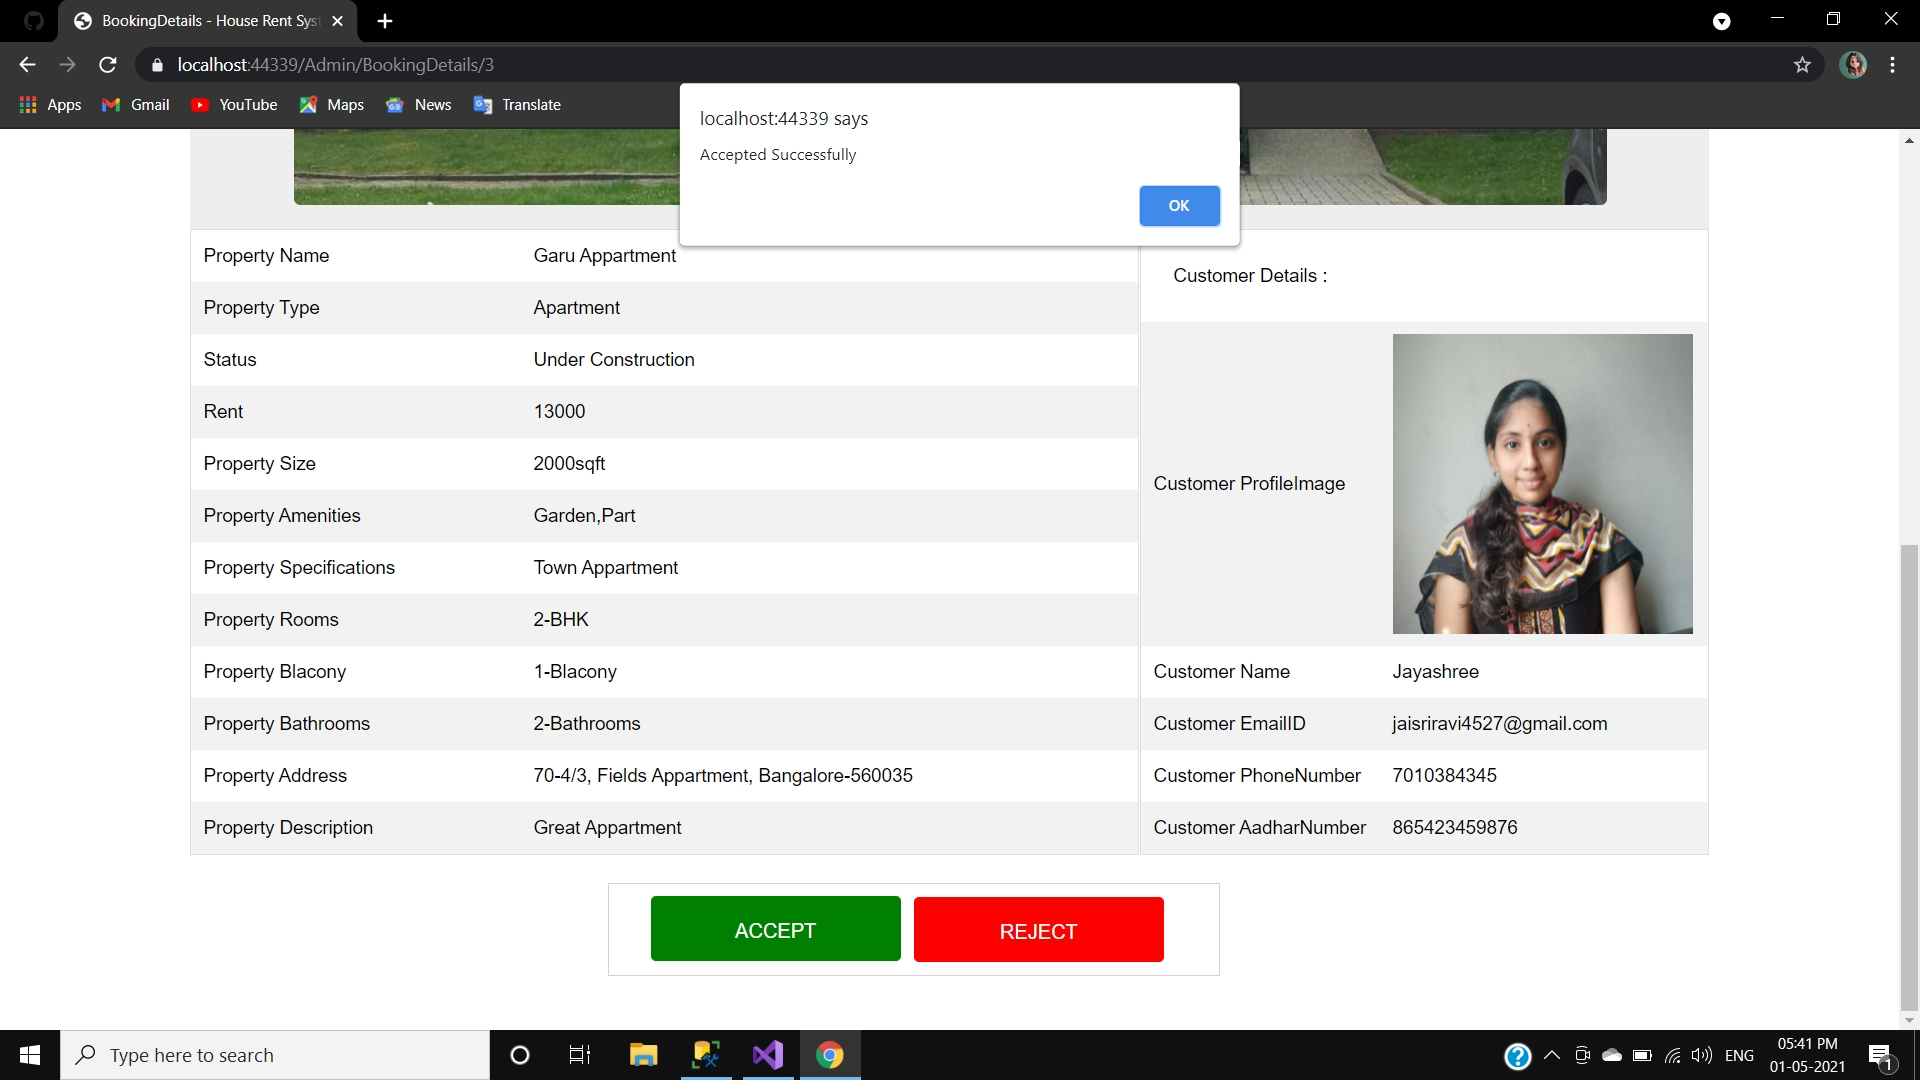 BookingDetails - House Rent Sys
localhost:44339/Admin/BookingDetails/3
Apps Gmail YouTube Maps News Translate
localhost:44339 says
Accepted Successfully
OK
Property Name Garu Appartment
Property Type Apartment
Status Under Construction
Rent 13000
Property Size 2000sqft
Property Amenities Garden,Part
Property Specifications Town Appartment
Property Rooms 2-BHK
Property Blacony 1-Blacony
Property Bathrooms 2-Bathrooms
Property Address 70-4/3, Fields Appartment, Bangalore-560035
Property Description Great Appartment
Customer Details :
Customer ProfileImage
Customer Name Jayashree
Customer EmailID jaisriravi4527@gmail.com
Customer PhoneNumber 7010384345
Customer AadharNumber 865423459876
ACCEPT REJECT
Type here to search
ENG
05:41 PM
01-05-2021
1